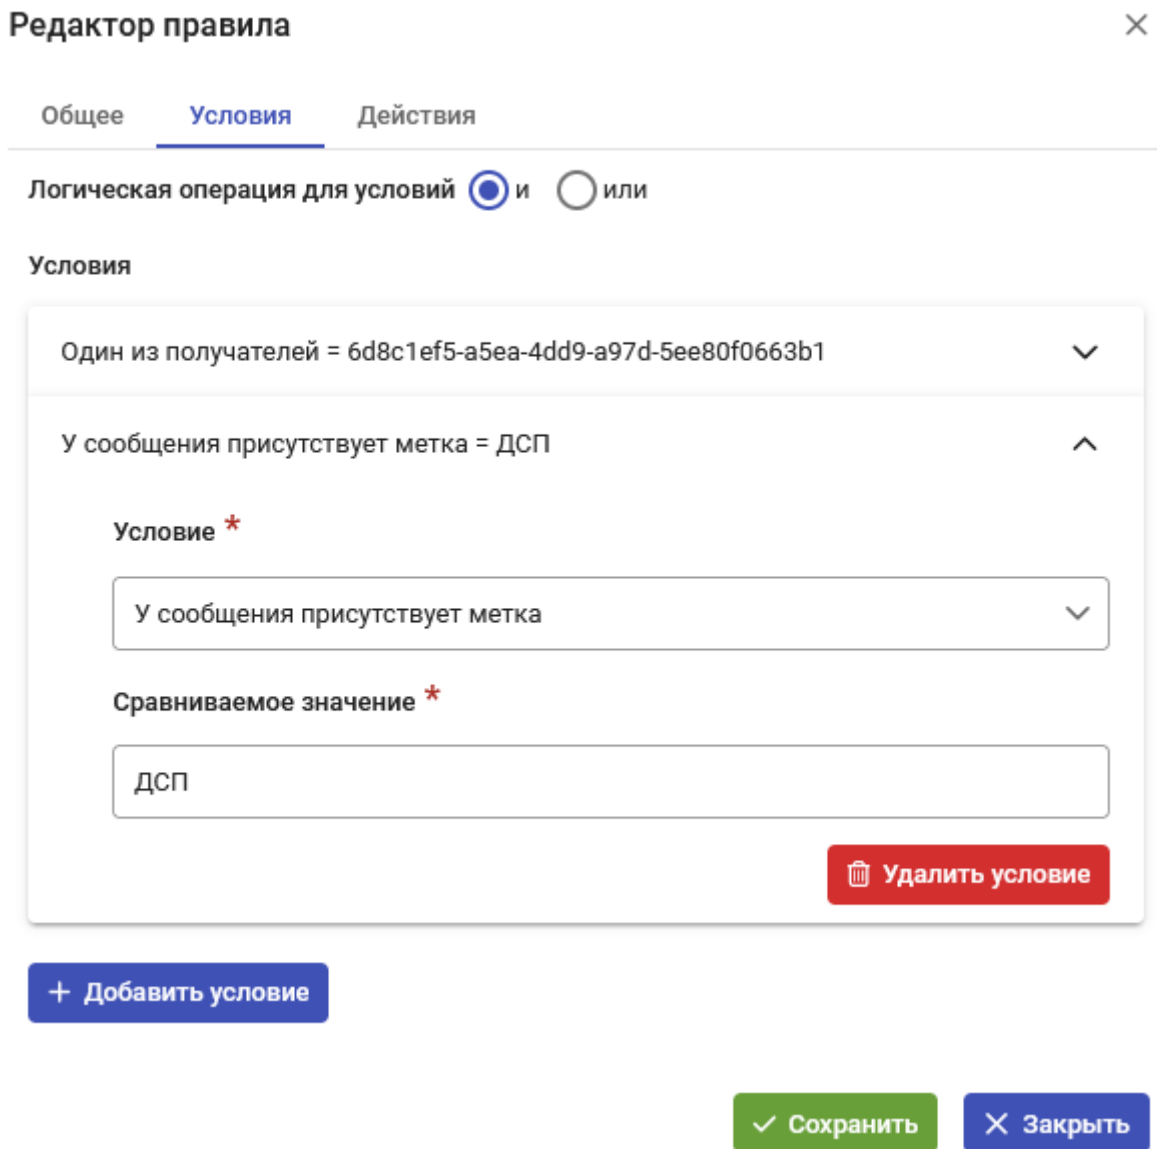 Редактор правила
Общее Условия Действия
Логическая операция для условий и или
Условия
Один из получателей = 6d8c1ef5-a5ea-4dd9-a97d-5ee80f0663b1
У сообщения присутствует метка = ДСП
Условие *
У сообщения присутствует метка
Сравниваемое значение *
ДСП
Удалить условие
+ Добавить условие
Сохранить Закрыть